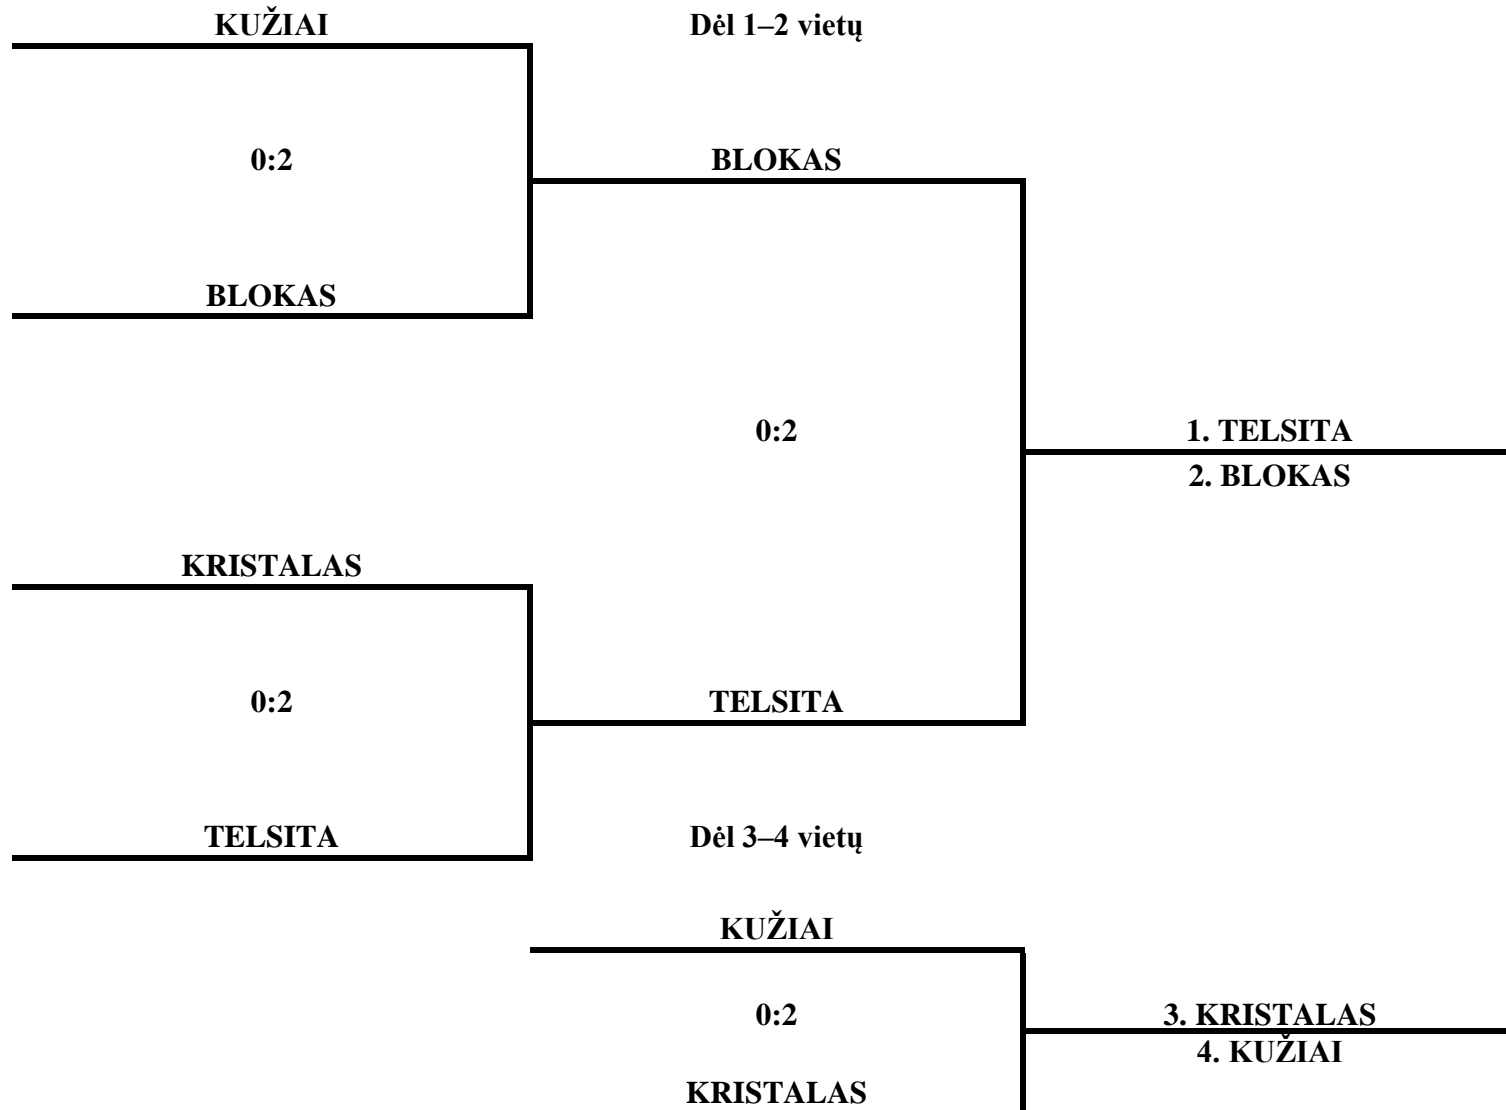 KUŽIAI
Dėl 1–2 vietų
0:2
BLOKAS
BLOKAS
0:2
1. TELSITA
2. BLOKAS
KRISTALAS
0:2
TELSITA
TELSITA
Dėl 3–4 vietų
KUŽIAI
0:2
3. KRISTALAS
4. KUŽIAI
KRISTALAS